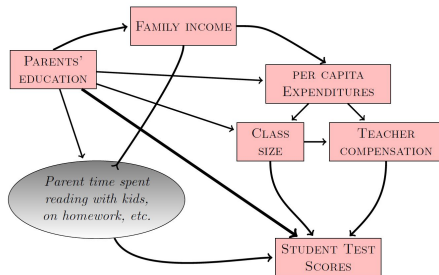 Family income
Parents'
education
per capita
Expenditures
Class
size
Teacher
compensation
Parent time spent
reading with kids,
on homework, etc.
Student Test
Scores